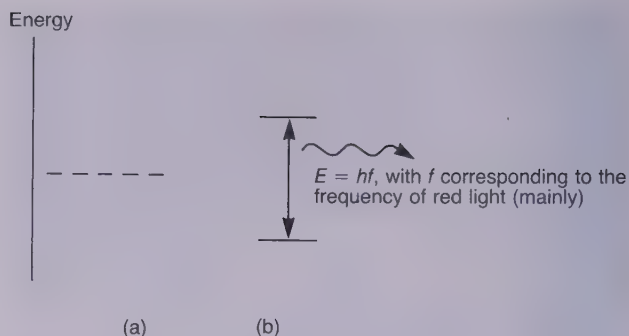 Energy
E = hf, with f corresponding to the
frequency of red light (mainly)
(a) (b)